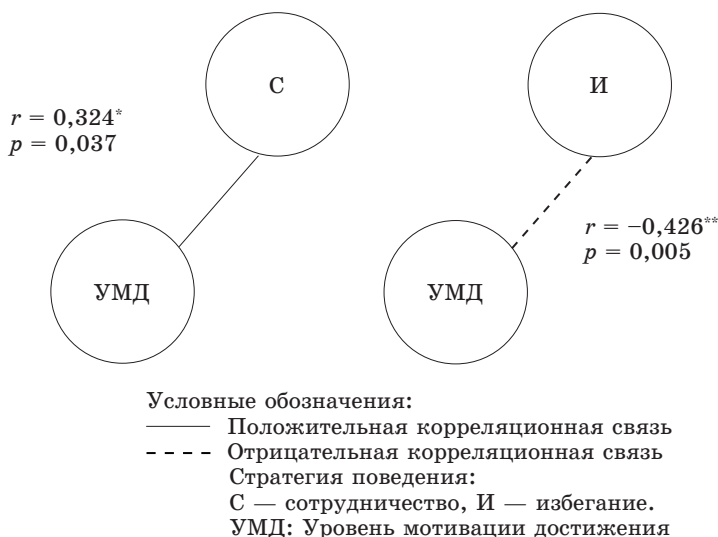 С
И
r = 0,324*
p = 0,037
r = –0,426**
p = 0,005
УМД
УМД
Условные обозначения:
Положительная корреляционная связь
Отрицательная корреляционная связь
Стратегия поведения:
С — сотрудничество, И — избегание.
УМД: Уровень мотивации достижения